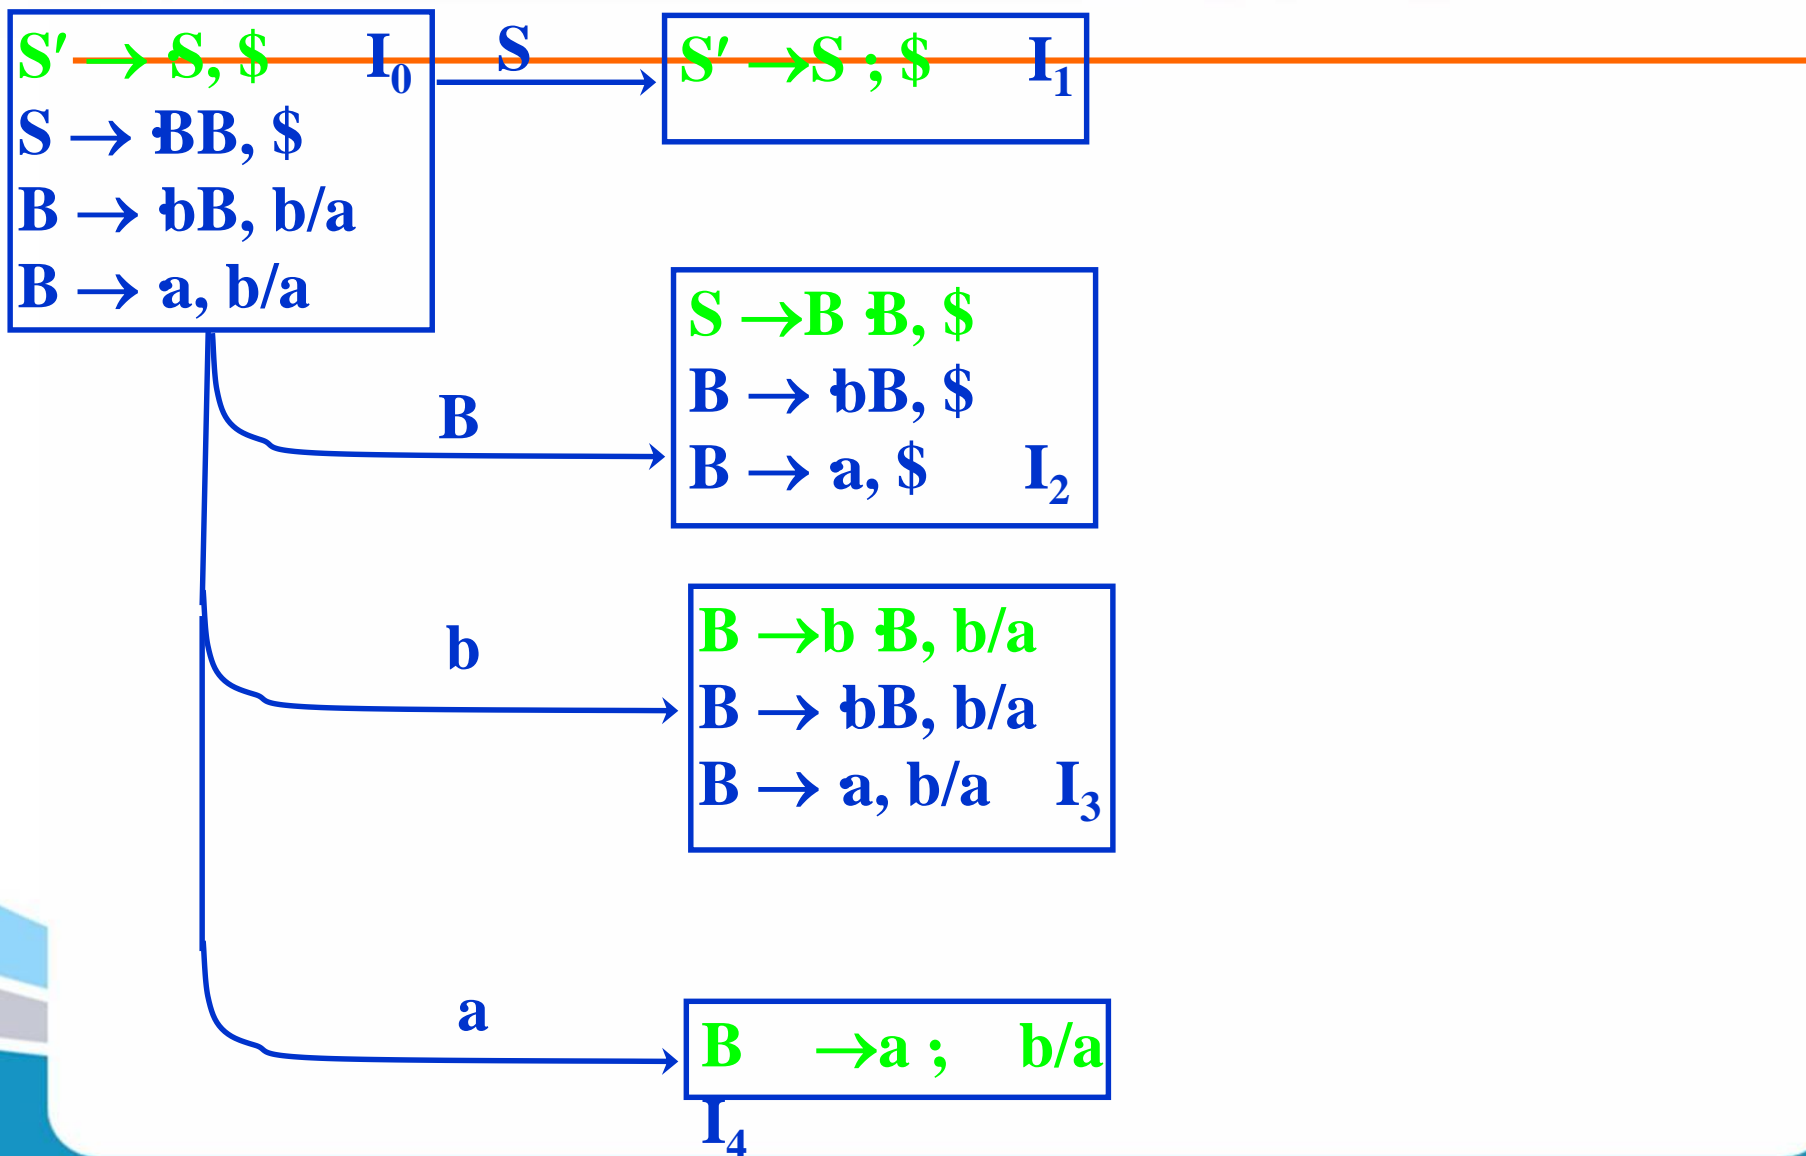 S′ → ·S, $ I₀
S → ·BB, $
B → ·bB, b/a
B → ·a, b/a
S
S′ → S ·, $ I₁
B
S → B ·B, $
B → ·bB, $
B → ·a, $ I₂
b
B → b ·B, b/a
B → ·bB, b/a
B → ·a, b/a I₃
a
B → a ·, b/a
I₄